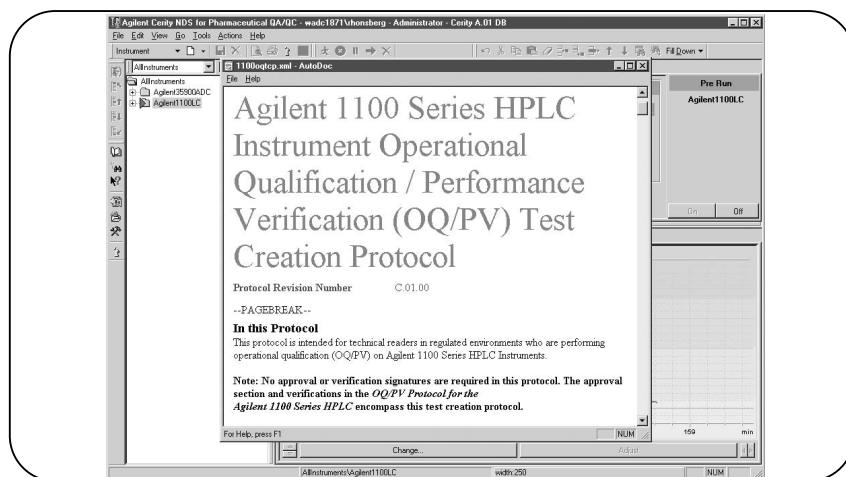 Agilent Cerity NDS for Pharmaceutical QA/QC - wadc1871\vhonsberg - Administrator - Cerity A.01 DB
File Edit View Go Tools Actions Help
Instrument
Fill Down
AllInstruments
AllInstruments
Agilent35900ADC
Agilent1100LC
1100oqtcp.xml - AutoDoc
File Help
Agilent 1100 Series HPLC
Instrument Operational
Qualification / Performance
Verification (OQ/PV) Test
Creation Protocol
Protocol Revision Number C.01.00
--PAGEBREAK--
In this Protocol
This protocol is intended for technical readers in regulated environments who are performing
operational qualification (OQ/PV) on Agilent 1100 Series HPLC Instruments.
Note: No approval or verification signatures are required in this protocol. The approval
section and verifications in the OQ/PV Protocol for the
Agilent 1100 Series HPLC encompass this test creation protocol.
For Help, press F1
NUM
Pre Run
Agilent1100LC
On Off
159 min
Change... Adjust
AllInstruments\Agilent1100LC width:250 NUM